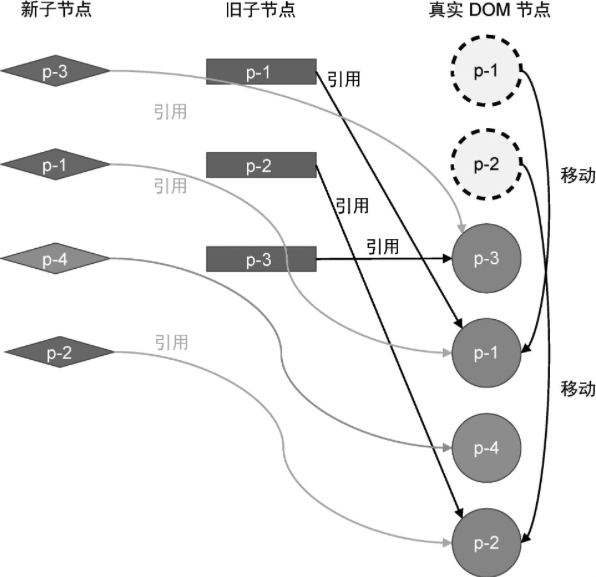 新子节点 旧子节点 真实 DOM 节点
p-3 p-1 引用 p-1
引用
p-1 p-2 p-2
引用 移动
引用
引用
p-4 p-3 p-3
引用 p-1
p-2
移动
p-4
p-2